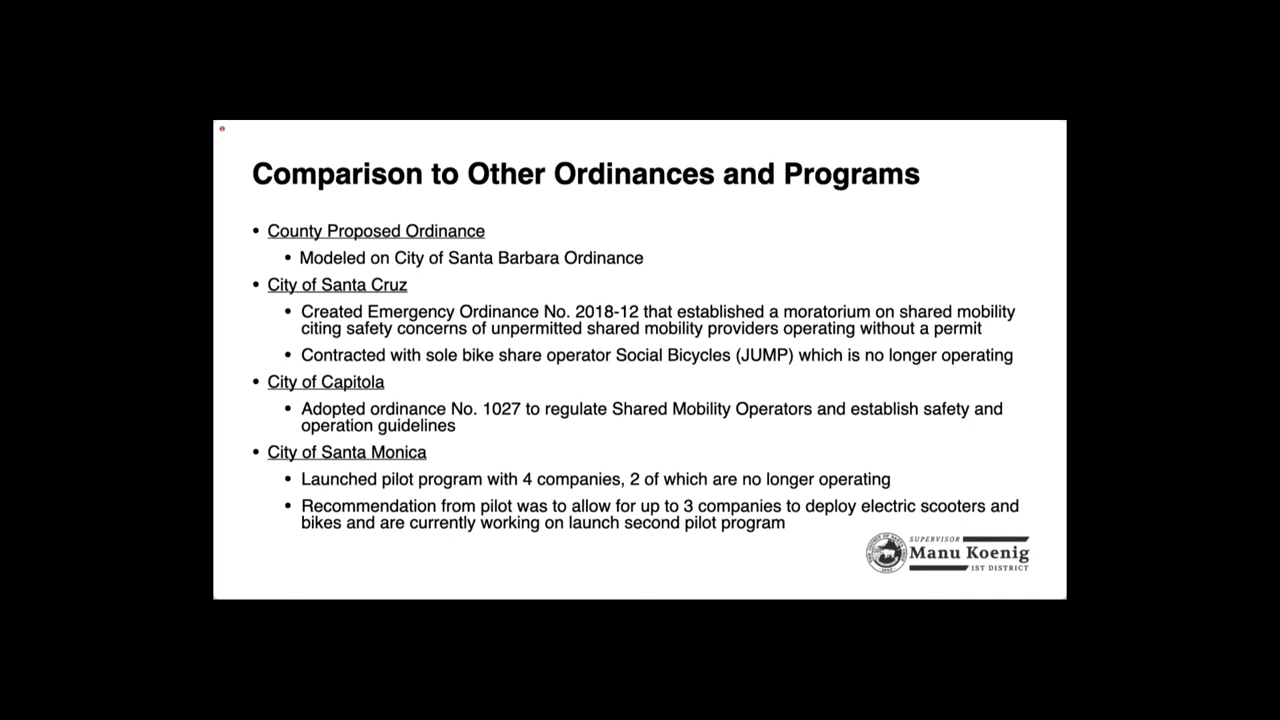 Comparison to Other Ordinances and Programs
• County Proposed Ordinance
• Modeled on City of Santa Barbara Ordinance
• City of Santa Cruz
• Created Emergency Ordinance No. 2018-12 that established a moratorium on shared mobility
citing safety concerns of unpermitted shared mobility providers operating without a permit
• Contracted with sole bike share operator Social Bicycles (JUMP) which is no longer operating
• City of Capitola
• Adopted ordinance No. 1027 to regulate Shared Mobility Operators and establish safety and
operation guidelines
• City of Santa Monica
• Launched pilot program with 4 companies, 2 of which are no longer operating
• Recommendation from pilot was to allow for up to 3 companies to deploy electric scooters and
bikes and are currently working on launch second pilot program
SUPERVISOR
Manu Koenig
1ST DISTRICT